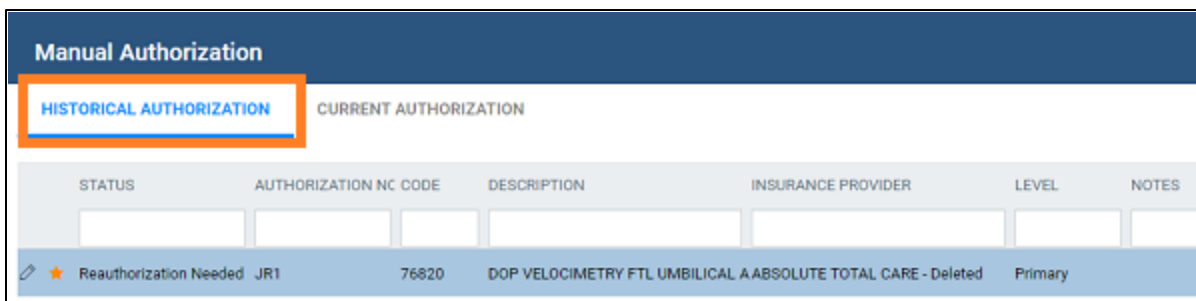 Manual Authorization
HISTORICAL AUTHORIZATION CURRENT AUTHORIZATION
STATUS AUTHORIZATION NC CODE DESCRIPTION INSURANCE PROVIDER LEVEL NOTES
Reauthorization Needed JR1 76820 DOP VELOCIMETRY FTL UMBILICAL A ABSOLUTE TOTAL CARE - Deleted Primary